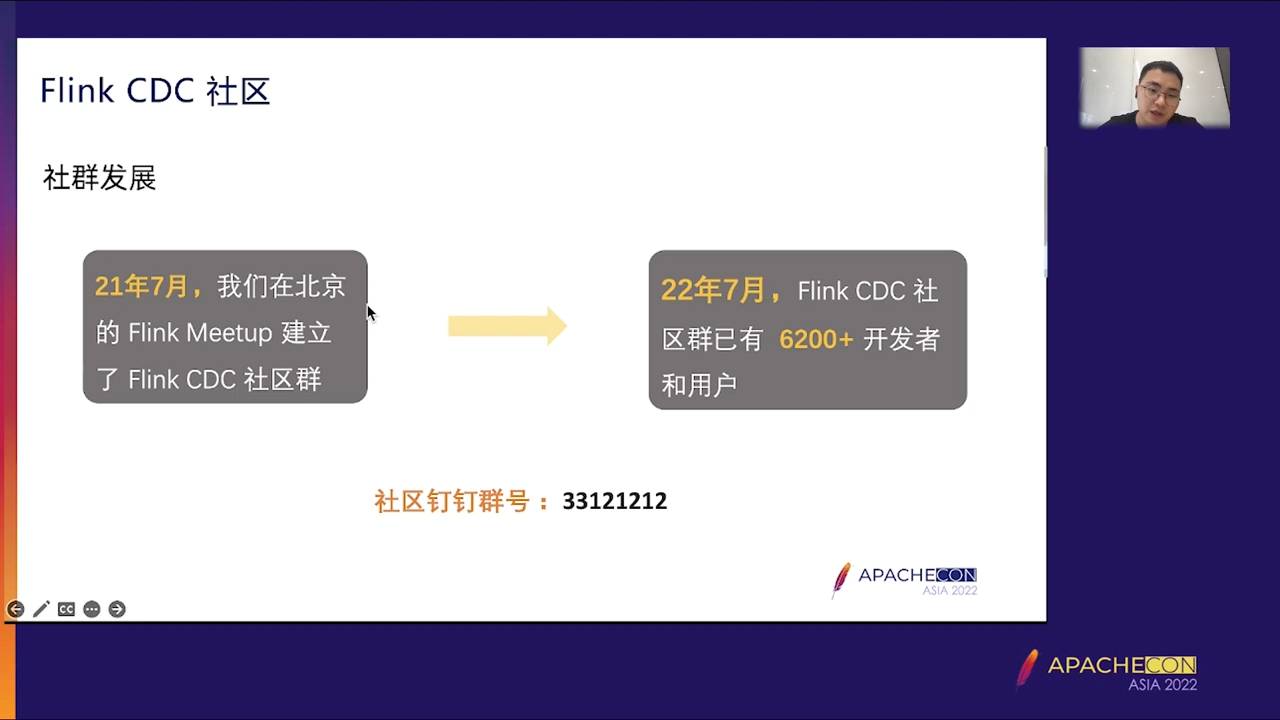 Flink CDC 社区
社群发展
21年7月，我们在北京
的 Flink Meetup 建立
了 Flink CDC 社区群
22年7月，Flink CDC 社
区群已有 6200+ 开发者
和用户
社区钉钉群号：33121212
APACHECON
ASIA 2022
CC
APACHECON
ASIA 2022